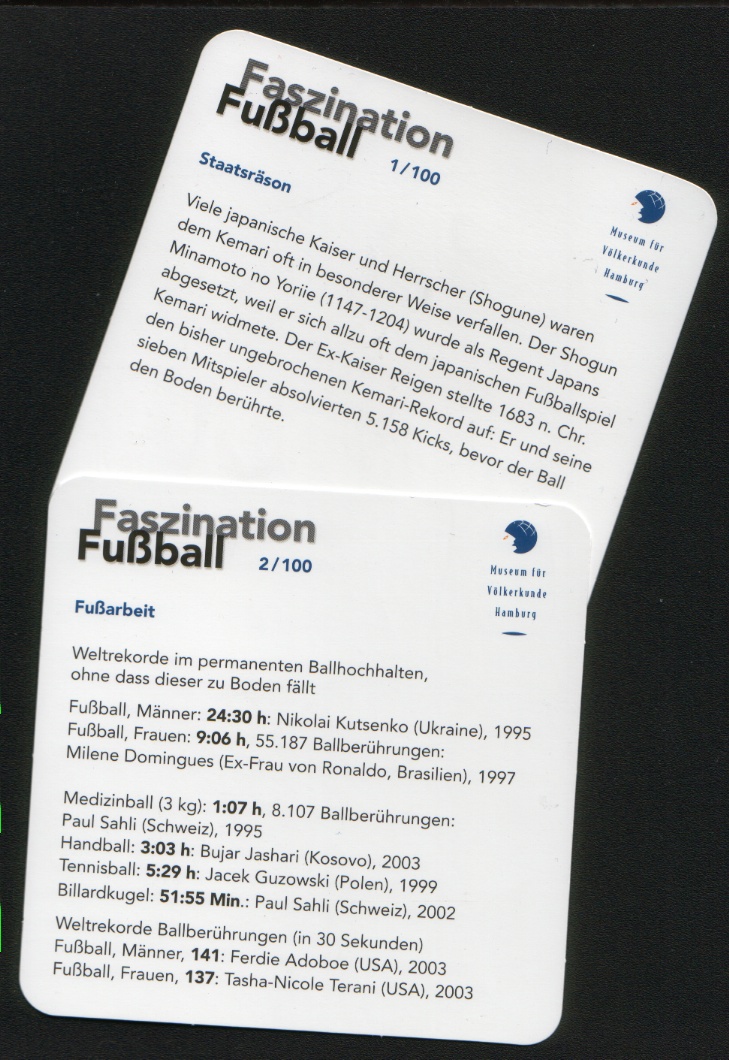 Faszination
Fußball
1/100
Staatsräson
Museum für
Völkerkunde
Hamburg
Viele japanische Kaiser und Herrscher (Shogune) waren
dem Kemari oft in besonderer Weise verfallen. Der Shogun
Minamoto no Yoriie (1147-1204) wurde als Regent Japans
abgesetzt, weil er sich allzu oft dem japanischen Fußballspiel
Kemari widmete. Der Ex-Kaiser Reigen stellte 1683 n. Chr.
den bisher ungebrochenen Kemari-Rekord auf: Er und seine
sieben Mitspieler absolvierten 5.158 Kicks, bevor der Ball
den Boden berührte.
Faszination
Fußball
2/100
Museum für
Völkerkunde
Hamburg
Fußarbeit
Weltrekorde im permanenten Ballhochhalten,
ohne dass dieser zu Boden fällt
Fußball, Männer: 24:30 h: Nikolai Kutsenko (Ukraine), 1995
Fußball, Frauen: 9:06 h, 55.187 Ballberührungen:
Milene Domingues (Ex-Frau von Ronaldo, Brasilien), 1997
Medizinball (3 kg): 1:07 h, 8.107 Ballberührungen:
Paul Sahli (Schweiz), 1995
Handball: 3:03 h: Bujar Jashari (Kosovo), 2003
Tennisball: 5:29 h: Jacek Guzowski (Polen), 1999
Billardkugel: 51:55 Min.: Paul Sahli (Schweiz), 2002
Weltrekorde Ballberührungen (in 30 Sekunden)
Fußball, Männer, 141: Ferdie Adoboe (USA), 2003
Fußball, Frauen, 137: Tasha-Nicole Terani (USA), 2003